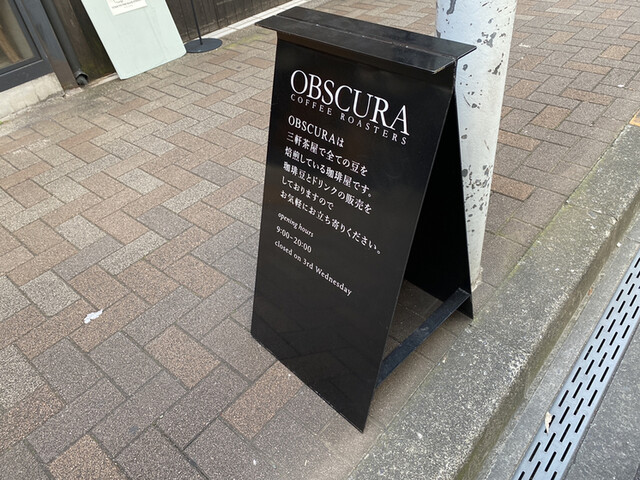 OBSCURA
COFFEE ROASTERS
OBSCURAは
三軒茶屋で全ての豆を
焙煎している珈琲屋です。
珈琲豆とドリンクの販売を
しておりますので
お気軽にお立ち寄りください。
opening hours
9:00-20:00
closed on 3rd Wednesday